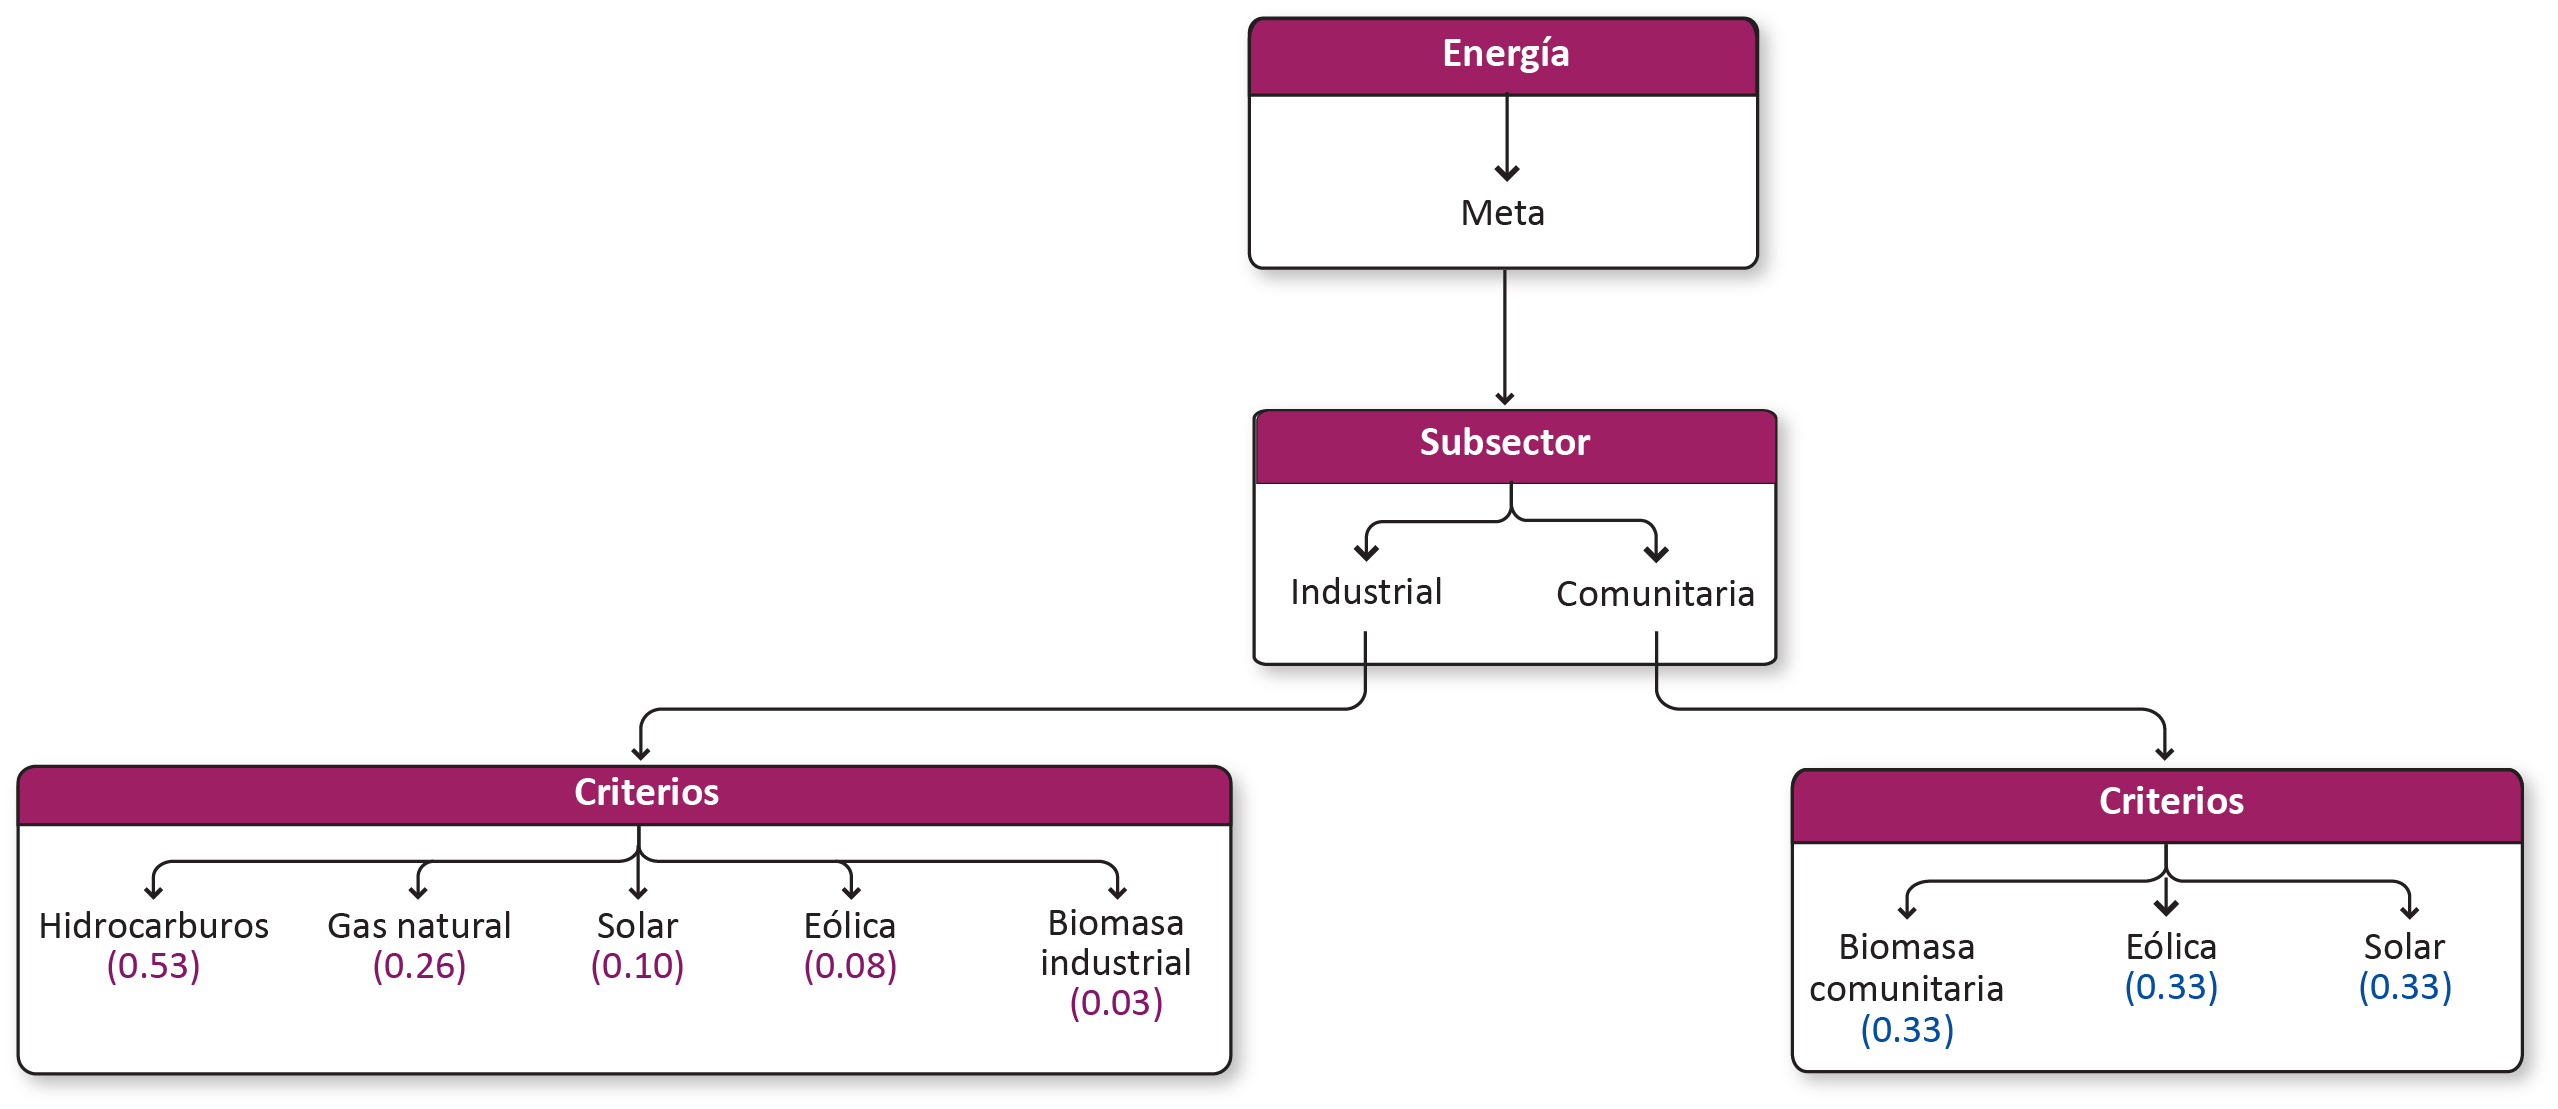 Energía
Meta
Subsector
Industrial
Comunitaria
Criterios
Hidrocarburos
(0.53)
Gas natural
(0.26)
Solar
(0.10)
Eólica
(0.08)
Biomasa
industrial
(0.03)
Criterios
Biomasa
comunitaria
(0.33)
Eólica
(0.33)
Solar
(0.33)